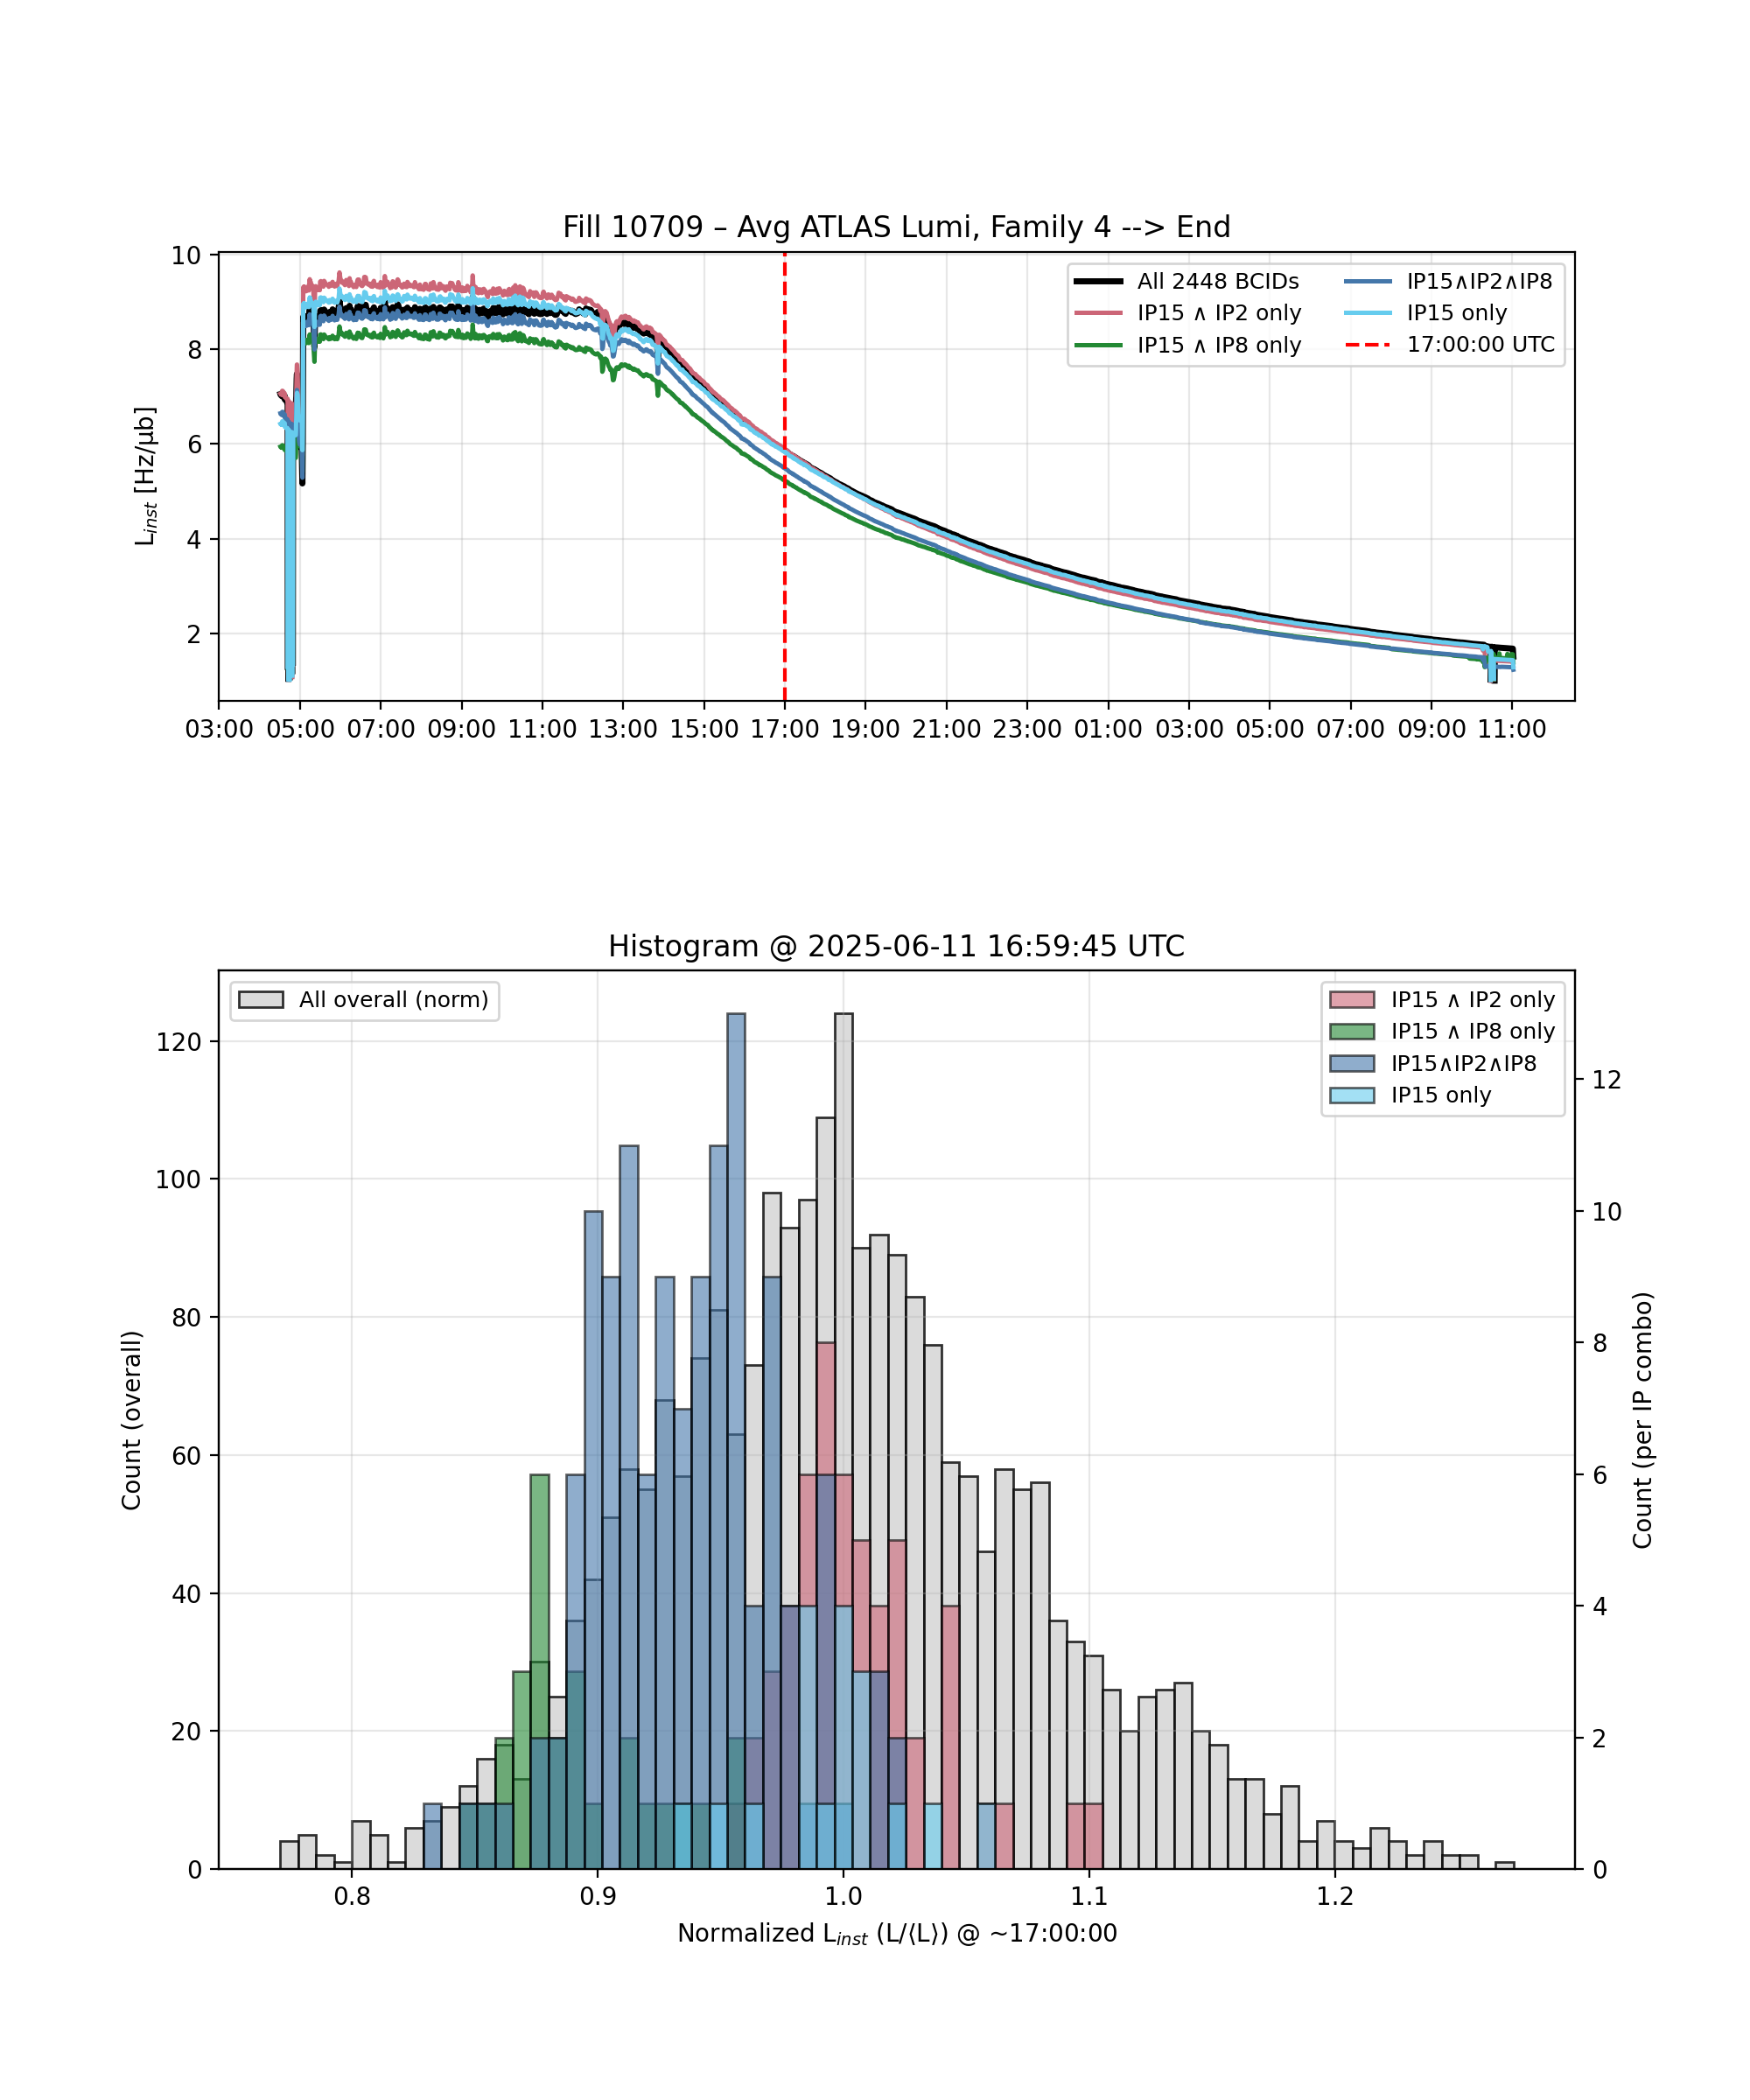 Fill 10709 – Avg ATLAS Lumi, Family 4 --> End
L_inst [Hz/μb]
10
8
6
4
2
All 2448 BCIDs
IP15 ∧ IP2 only
IP15 ∧ IP8 only
IP15∧IP2∧IP8
IP15 only
17:00:00 UTC
03:00 05:00 07:00 09:00 11:00 13:00 15:00 17:00 19:00 21:00 23:00 01:00 03:00 05:00 07:00 09:00 11:00
Histogram @ 2025-06-11 16:59:45 UTC
All overall (norm)
IP15 ∧ IP2 only
IP15 ∧ IP8 only
IP15∧IP2∧IP8
IP15 only
Count (overall)
120
100
80
60
40
20
0
Count (per IP combo)
12
10
8
6
4
2
0
0.8 0.9 1.0 1.1 1.2
Normalized L_inst (L/⟨L⟩) @ ~17:00:00